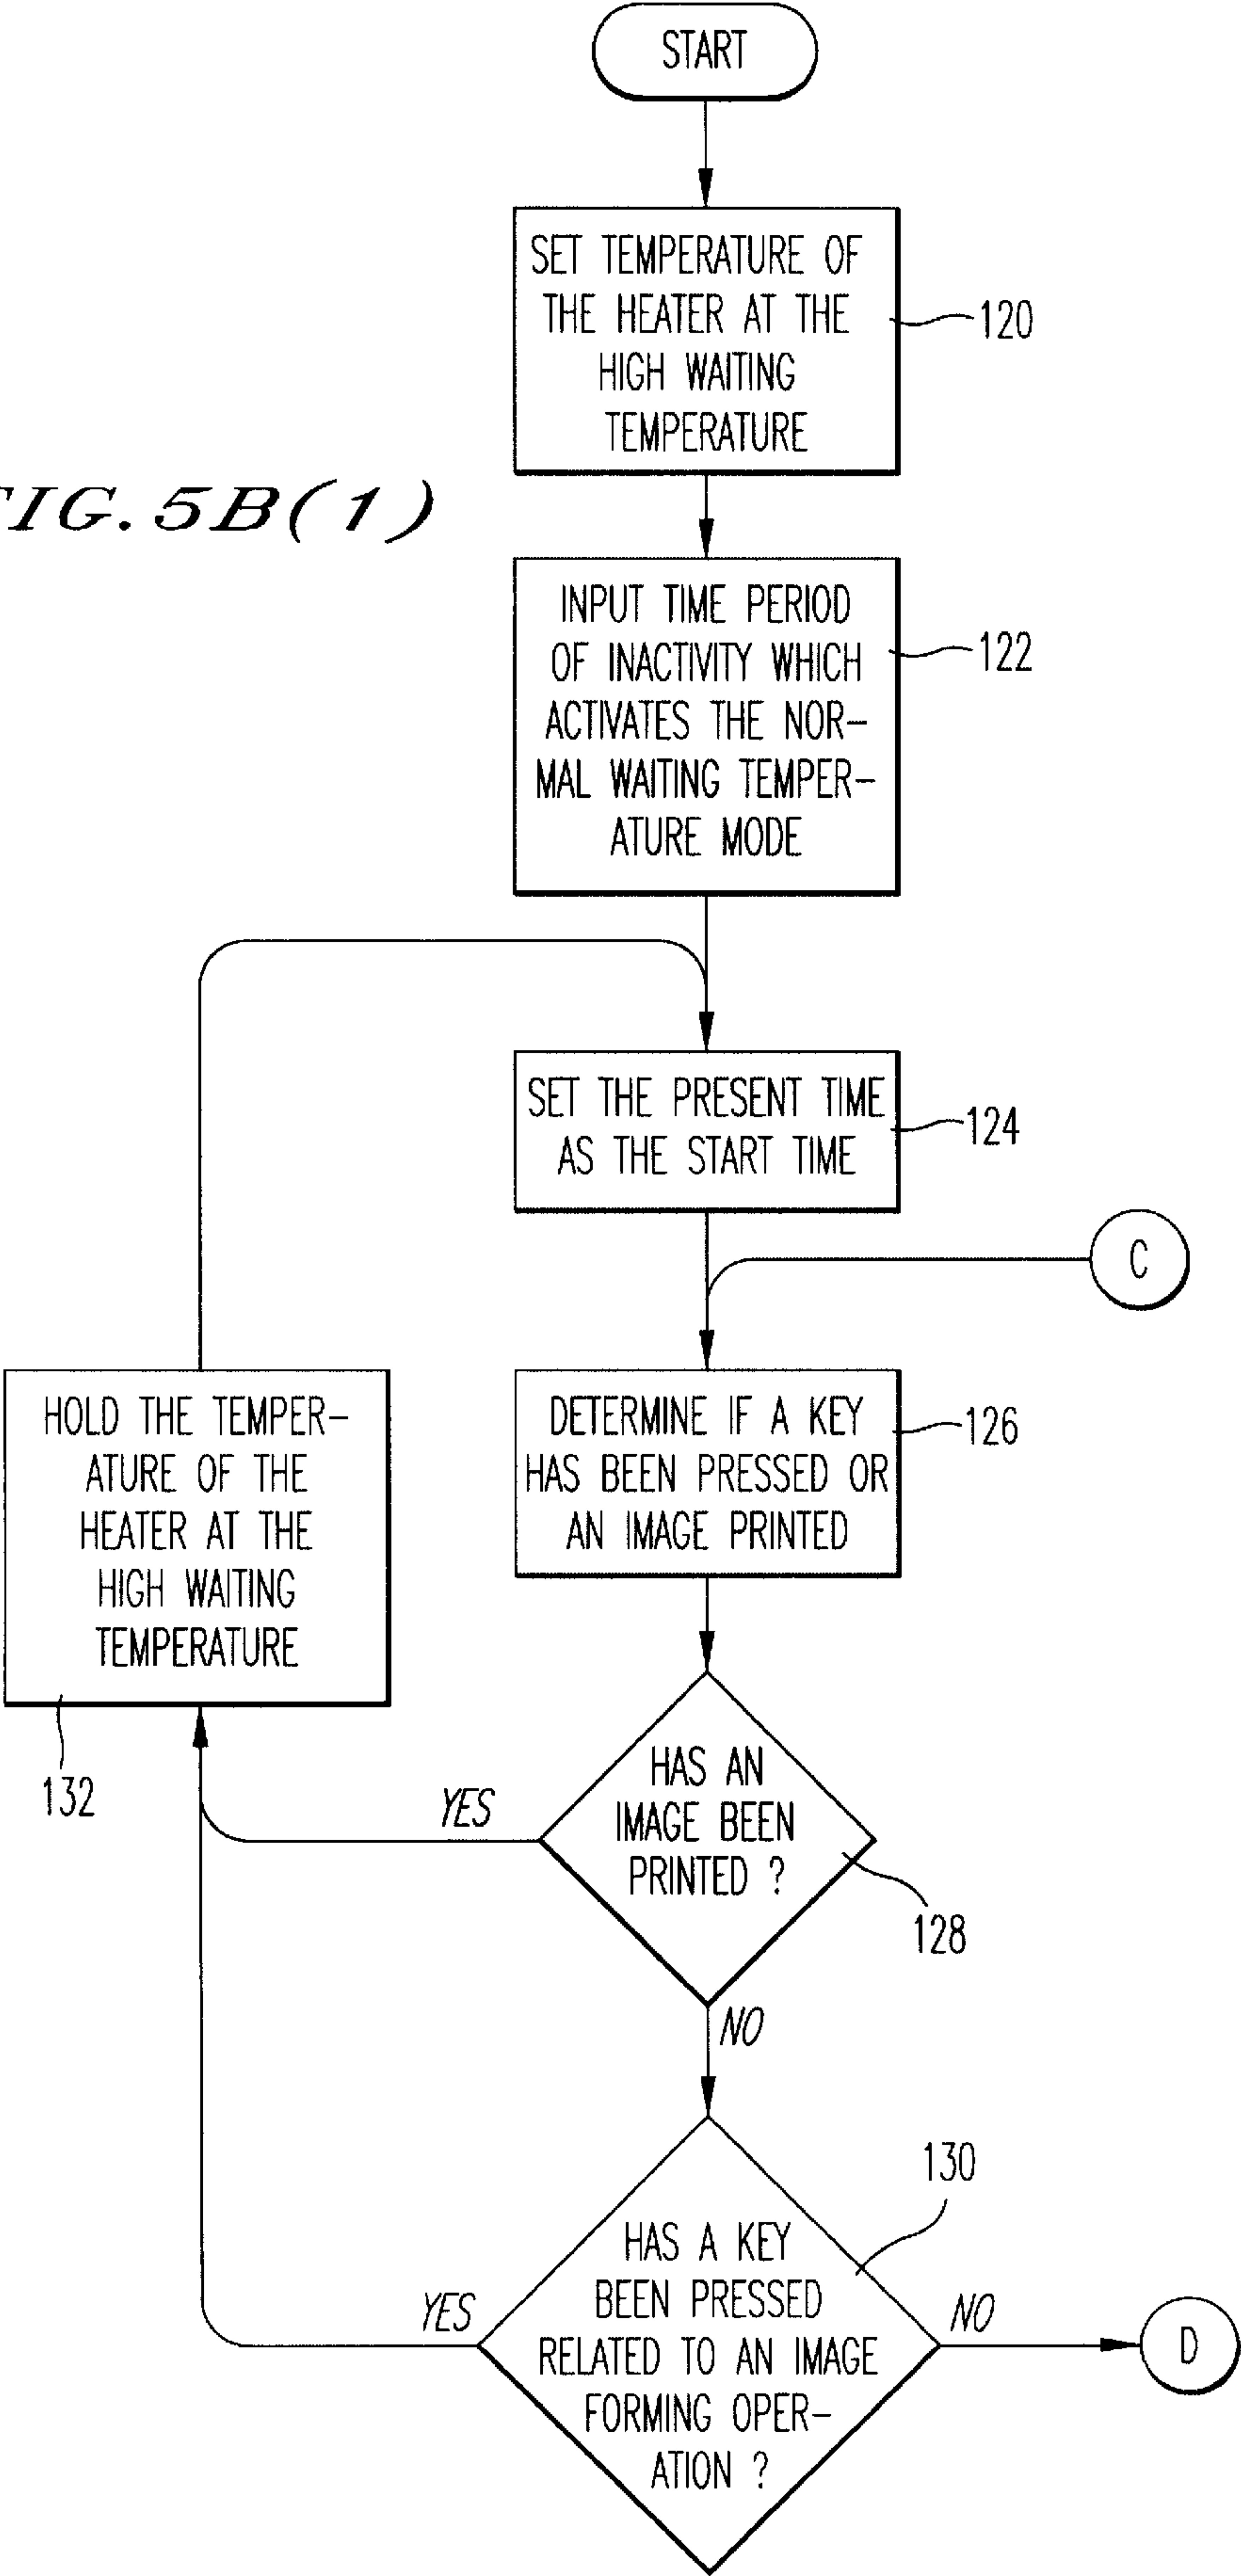 START
SET TEMPERATURE OF
THE HEATER AT THE
HIGH WAITING
TEMPERATURE
120
FIG. 5B(1)
INPUT TIME PERIOD
OF INACTIVITY WHICH
ACTIVATES THE NOR-
MAL WAITING TEMPER-
ATURE MODE
122
SET THE PRESENT TIME
AS THE START TIME
124
C
HOLD THE TEMPER-
ATURE OF THE
HEATER AT THE
HIGH WAITING
TEMPERATURE
132
DETERMINE IF A KEY
HAS BEEN PRESSED OR
AN IMAGE PRINTED
126
HAS AN
IMAGE BEEN
PRINTED ?
128
YES
NO
130
HAS A KEY
BEEN PRESSED
RELATED TO AN IMAGE
FORMING OPER-
ATION ?
YES
NO
D